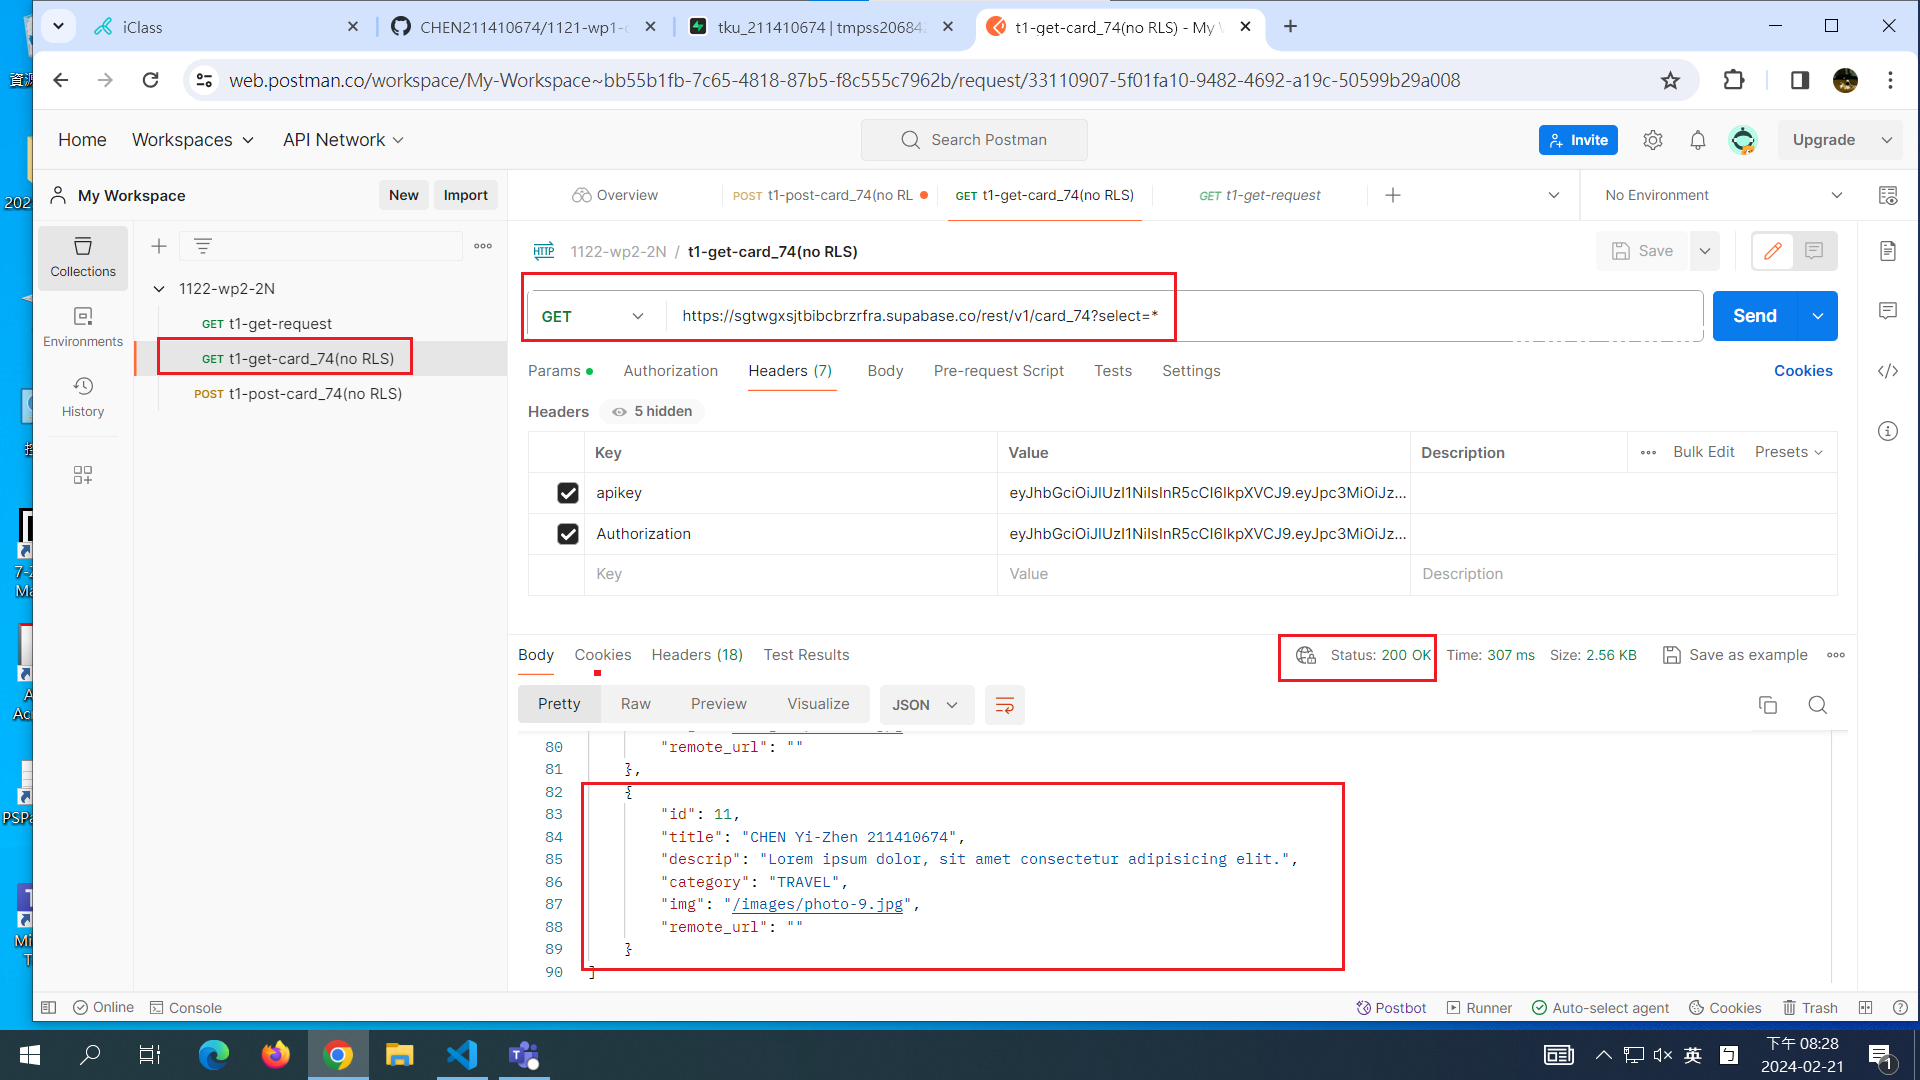 iClass
CHEN211410674/1121-wp1-
tku_211410674 | tmpss20684
t1-get-card_74(no RLS) - My
web.postman.co/workspace/My-Workspace~bb55b1fb-7c65-4818-87b5-f8c555c7962b/request/33110907-5f01fa10-9482-4692-a19c-50599b29a008
Home
Workspaces
API Network
Search Postman
Invite
Upgrade
My Workspace
New
Import
Overview
POST t1-post-card_74(no RL
GET t1-get-card_74(no RLS)
GET t1-get-request
No Environment
Collections
Environments
History
1122-wp2-2N
GET t1-get-request
GET t1-get-card_74(no RLS)
POST t1-post-card_74(no RLS)
HTTP 1122-wp2-2N / t1-get-card_74(no RLS)
Save
GET https://sgtwgxsjtbibcbrzrfra.supabase.co/rest/v1/card_74?select=*
Send
Params Authorization Headers (7) Body Pre-request Script Tests Settings Cookies
Headers 5 hidden
Key Value Description Bulk Edit Presets
apikey eyJhbGciOiJIUzI1NiIsInR5cCI6IkpXVCJ9.eyJpc3MiOiJz...
Authorization eyJhbGciOiJIUzI1NiIsInR5cCI6IkpXVCJ9.eyJpc3MiOiJz...
Key Value Description
Body Cookies Headers (18) Test Results Status: 200 OK Time: 307 ms Size: 2.56 KB Save as example
Pretty Raw Preview Visualize JSON
80 "remote_url": ""
81 },
82 {
83 "id": 11,
84 "title": "CHEN Yi-Zhen 211410674",
85 "descrip": "Lorem ipsum dolor, sit amet consectetur adipisicing elit.",
86 "category": "TRAVEL",
87 "img": "/images/photo-9.jpg",
88 "remote_url": ""
89 }
90 ]
Online Console Postbot Runner Auto-select agent Cookies Trash
英
下午 08:28
2024-02-21
1